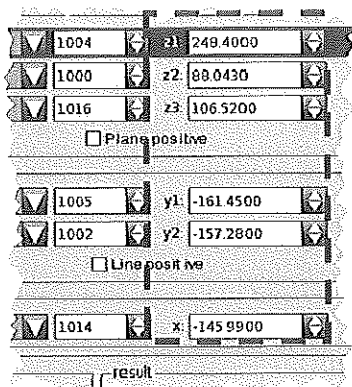 1004 z1: 249.4000
1000 z2: 88.0430
1016 z3: 106.5200
Plane positive
1005 y1: -161.4500
1002 y2: -157.2800
Line positive
1014 x: -145.9900
result